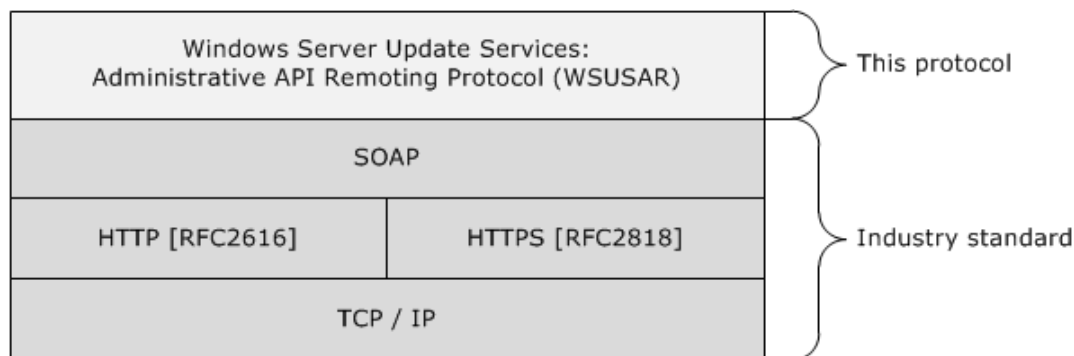 Windows Server Update Services:
Administrative API Remoting Protocol (WSUSAR)
This protocol
SOAP
HTTP [RFC2616]
HTTPS [RFC2818]
Industry standard
TCP / IP